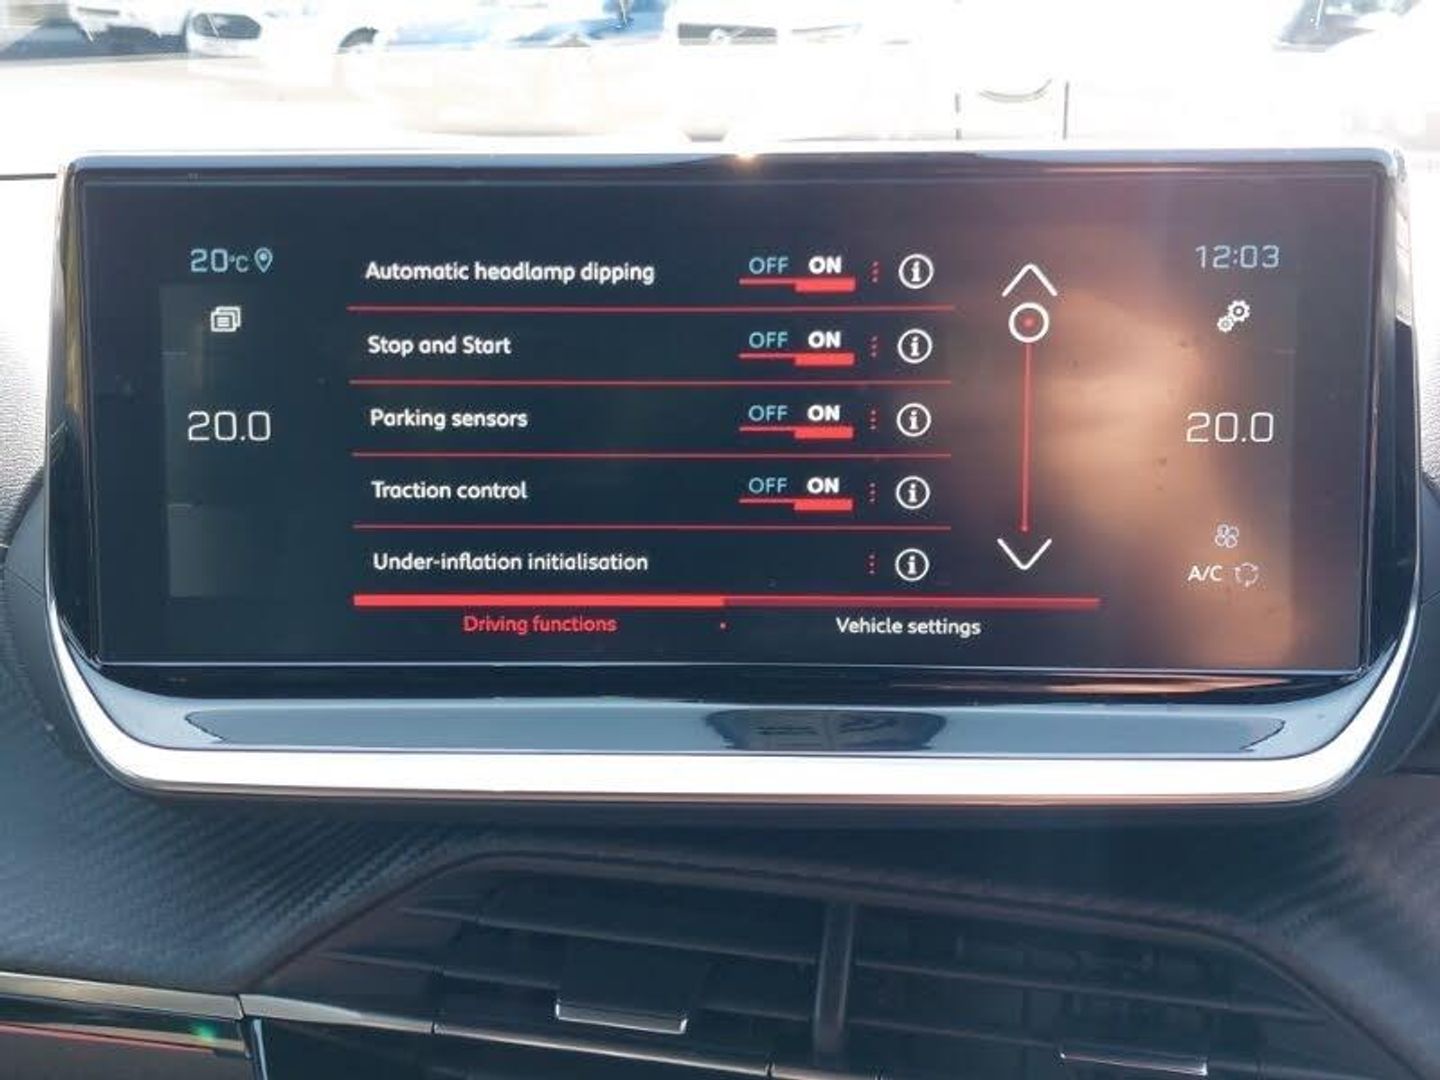 20°C
12:03
Automatic headlamp dipping OFF ON
Stop and Start OFF ON
20.0
Parking sensors OFF ON
20.0
Traction control OFF ON
Under-inflation initialisation
A/C
Driving functions
Vehicle settings